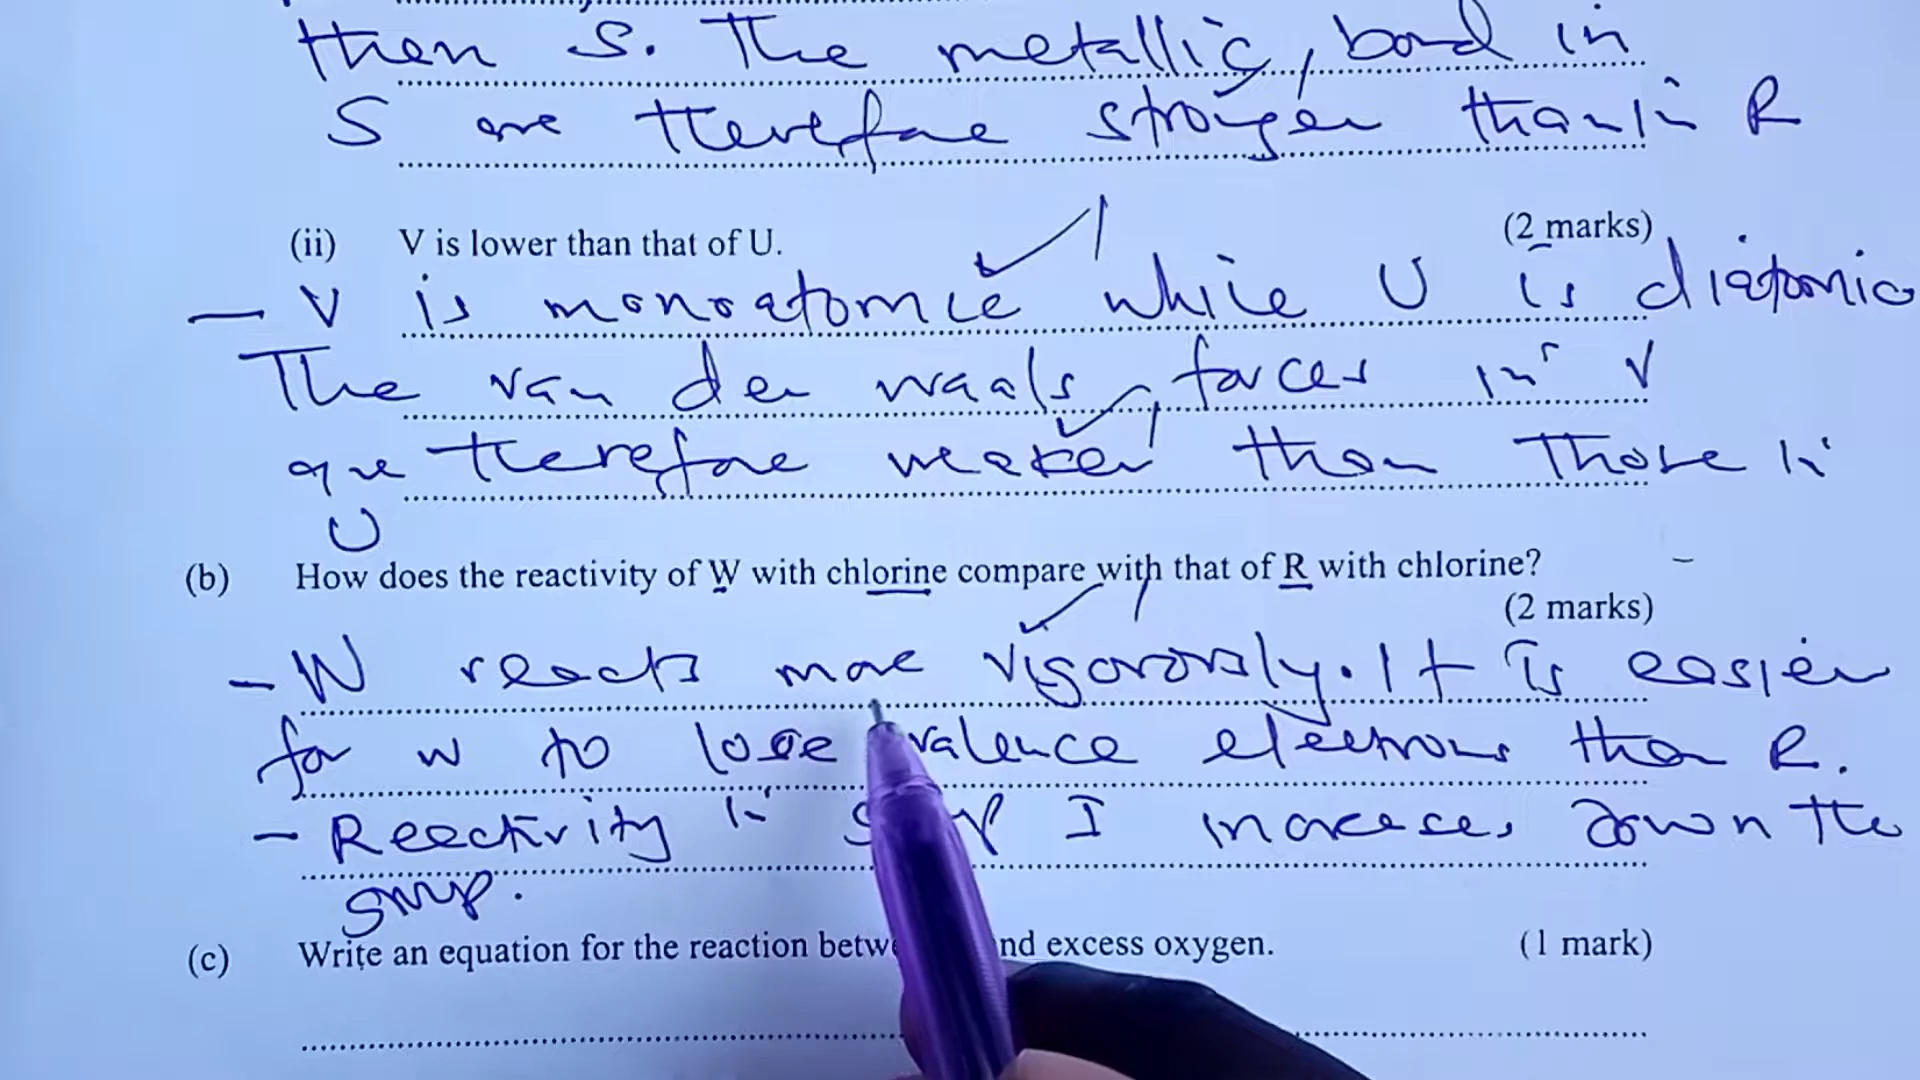 then S. The metallic bond in
S are therefore stronger than in R
(ii) V is lower than that of U. (2 marks)
- V is monoatomic while U is diatomic
The van der waals forces in V
are therefore weaker than those in
U
(b) How does the reactivity of W with chlorine compare with that of R with chlorine?
(2 marks)
- W reacts more vigorously. It is easier
for W to lose valence electrons than R.
- Reactivity in I increases down the
group.
(c) Write an equation for the reaction nd excess oxygen. (1 mark)